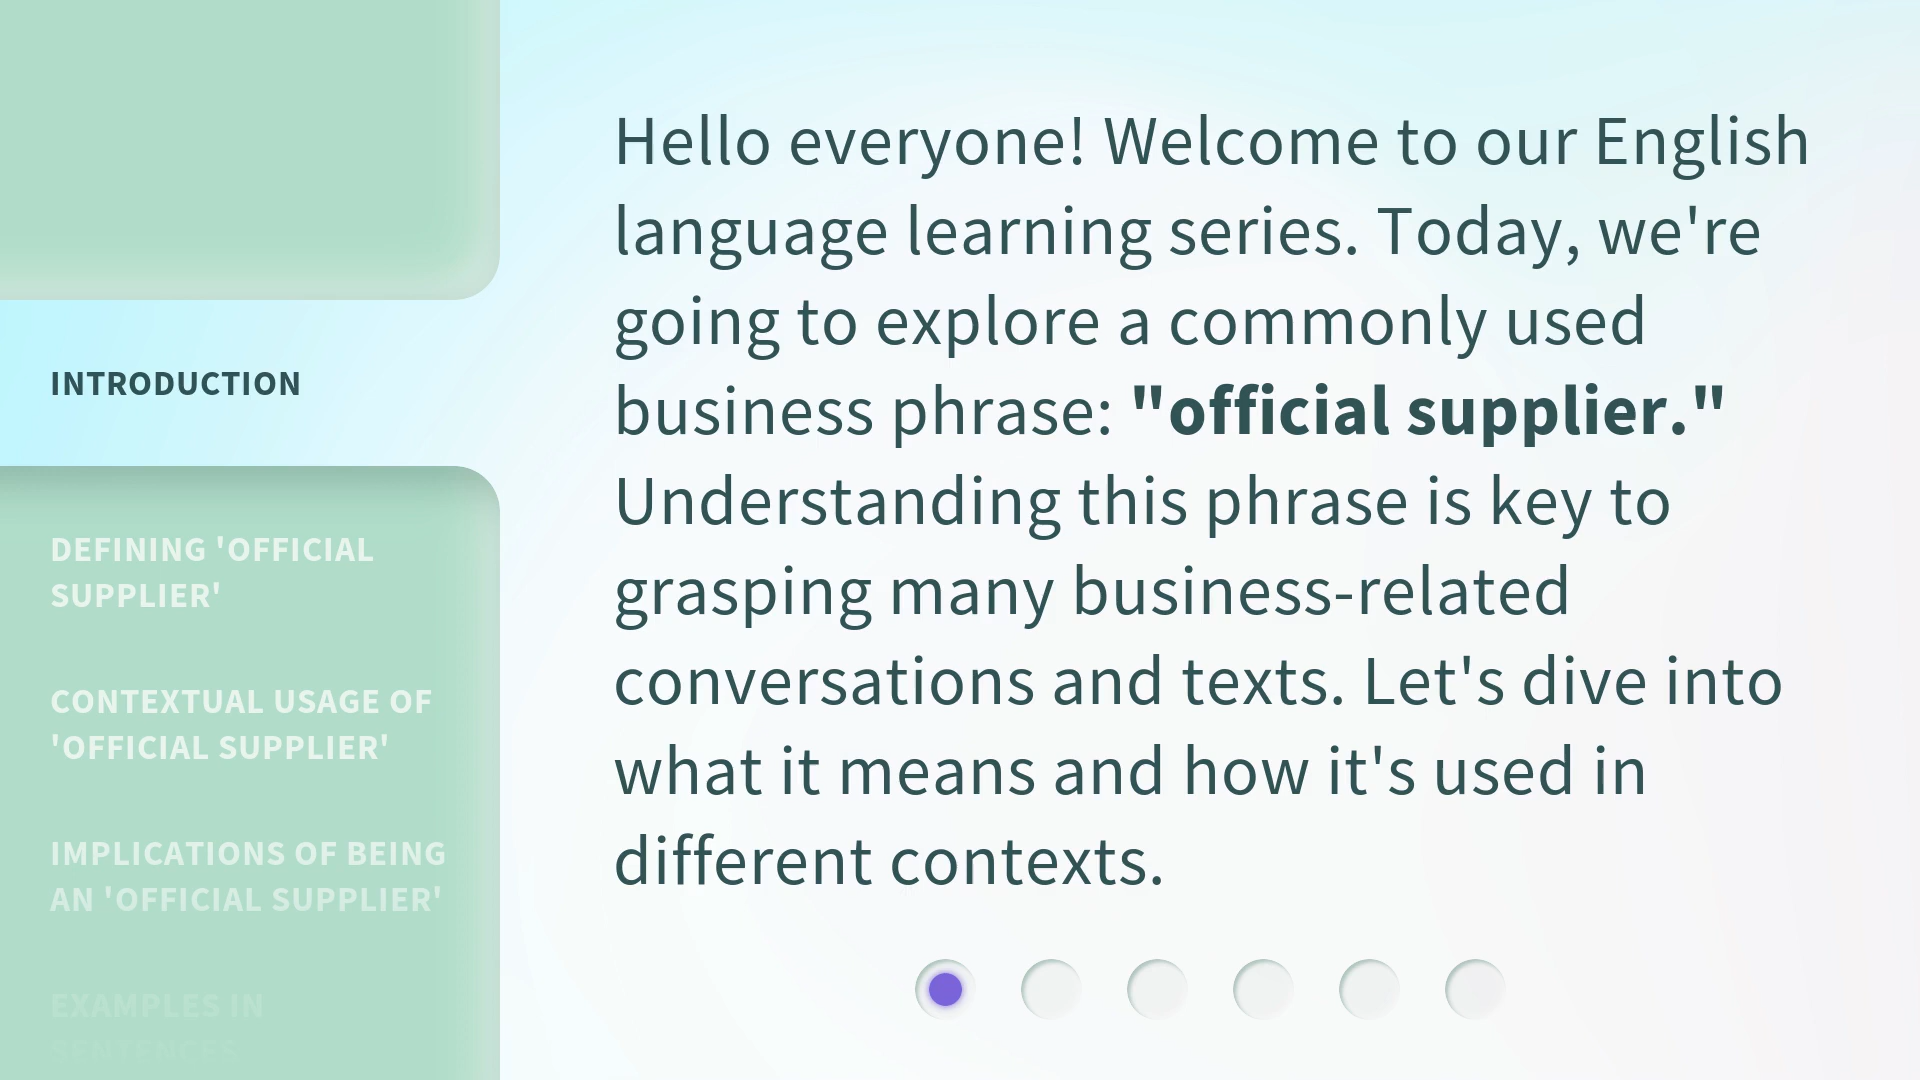 INTRODUCTION
DEFINING 'OFFICIAL
SUPPLIER'
CONTEXTUAL USAGE OF
'OFFICIAL SUPPLIER'
IMPLICATIONS OF BEING
AN 'OFFICIAL SUPPLIER'
EXAMPLES IN
SENTENCES
Hello everyone! Welcome to our English
language learning series. Today, we're
going to explore a commonly used
business phrase: "official supplier."
Understanding this phrase is key to
grasping many business-related
conversations and texts. Let's dive into
what it means and how it's used in
different contexts.